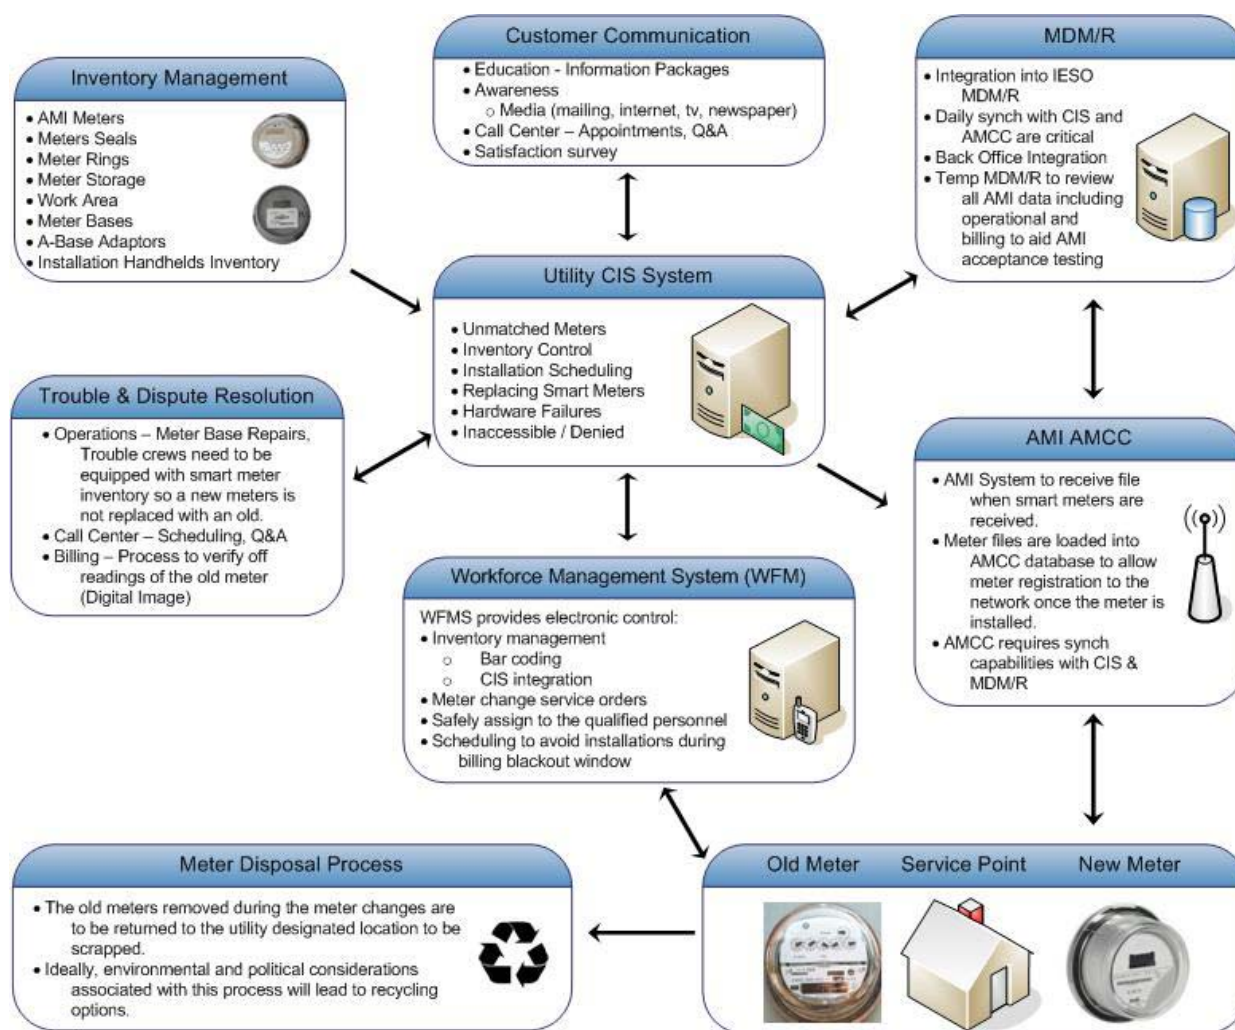 Inventory Management
• AMI Meters
• Meters Seals
• Meter Rings
• Meter Storage
• Work Area
• Meter Bases
• A-Base Adaptors
• Installation Handhelds Inventory
Customer Communication
• Education - Information Packages
• Awareness
o Media (mailing, internet, tv, newspaper)
• Call Center – Appointments, Q&A
• Satisfaction survey
MDM/R
• Integration into IESO
MDM/R
• Daily synch with CIS and
AMCC are critical
• Back Office Integration
• Temp MDM/R to review
all AMI data including
operational and
billing to aid AMI
acceptance testing
Utility CIS System
• Unmatched Meters
• Inventory Control
• Installation Scheduling
• Replacing Smart Meters
• Hardware Failures
• Inaccessible / Denied
Trouble & Dispute Resolution
• Operations – Meter Base Repairs,
Trouble crews need to be
equipped with smart meter
inventory so a new meters is
not replaced with an old.
• Call Center – Scheduling, Q&A
• Billing – Process to verify off
readings of the old meter
(Digital Image)
AMI AMCC
• AMI System to receive file
when smart meters are
received.
• Meter files are loaded into
AMCC database to allow
meter registration to the
network once the meter is
installed.
• AMCC requires synch
capabilities with CIS &
MDM/R
Workforce Management System (WFM)
WFMS provides electronic control:
• Inventory management
o Bar coding
o CIS integration
• Meter change service orders
• Safely assign to the qualified personnel
• Scheduling to avoid installations during
billing blackout window
Meter Disposal Process
• The old meters removed during the meter changes are
to be returned to the utility designated location to be
scrapped.
• Ideally, environmental and political considerations
associated with this process will lead to recycling
options.
Old Meter
Service Point
New Meter